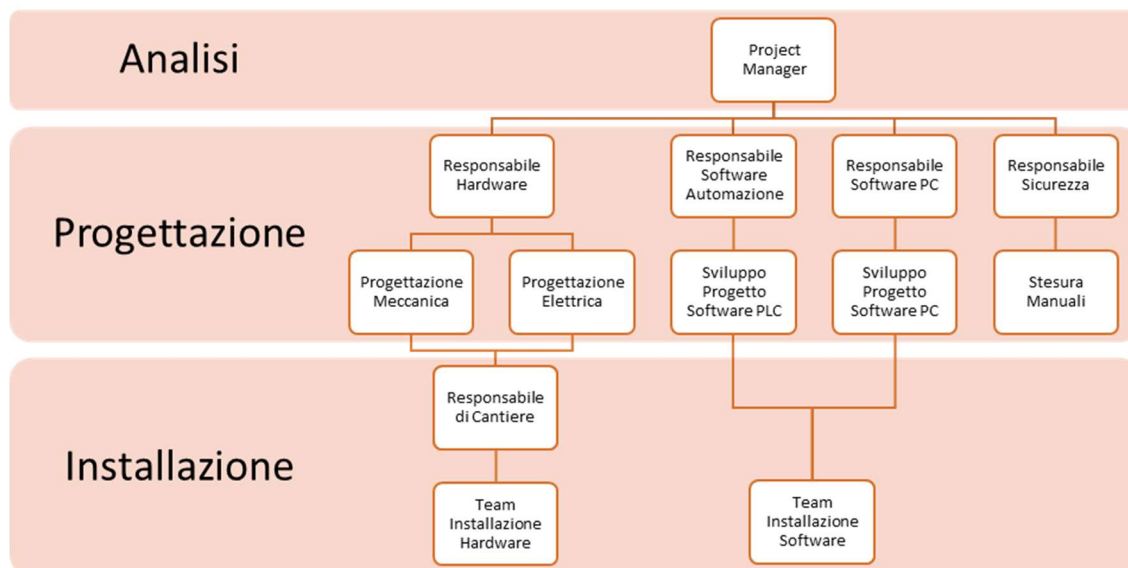 Analisi
Project
Manager
Progettazione
Responsabile
Hardware
Responsabile
Software
Automazione
Responsabile
Software PC
Responsabile
Sicurezza
Progettazione
Meccanica
Progettazione
Elettrica
Sviluppo
Progetto
Software PLC
Sviluppo
Progetto
Software PC
Stesura
Manuali
Installazione
Responsabile
di Cantiere
Team
Installazione
Hardware
Team
Installazione
Software